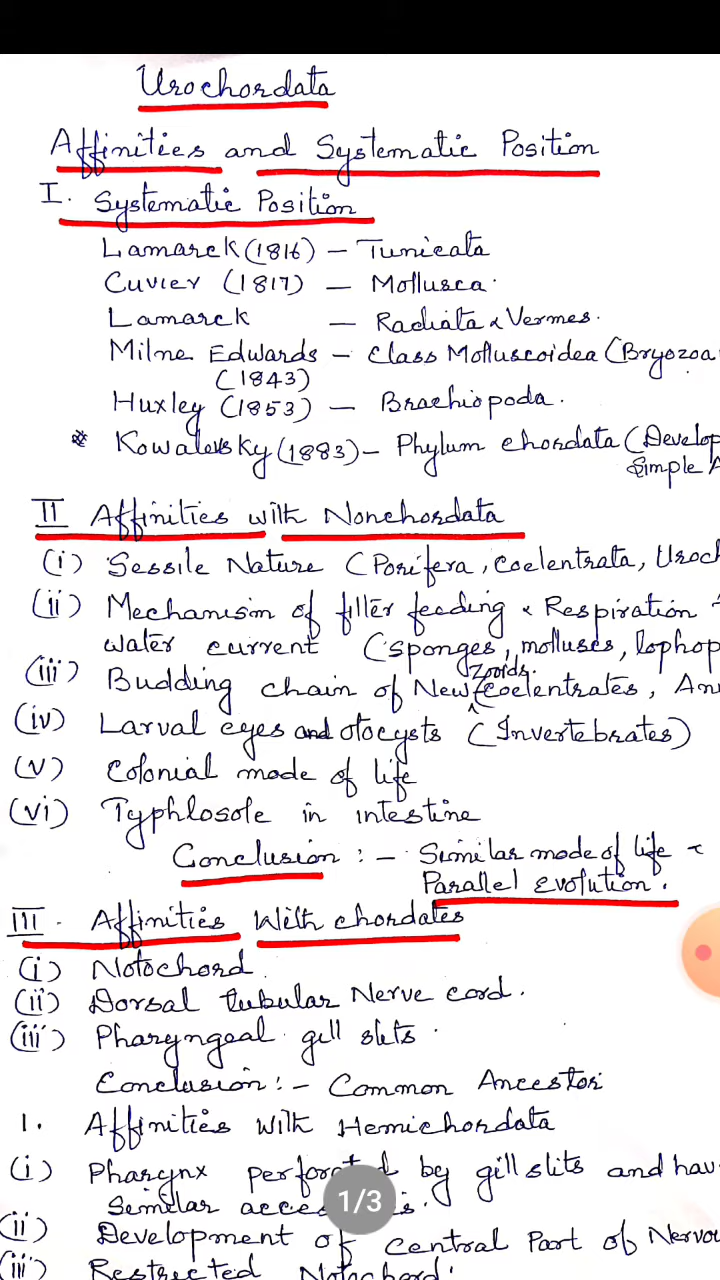 Urochordata
Affinities and Systematic Position
I. Systematic Position
Lamarck (1816) – Tunicata
Cuvier (1817) – Mollusca.
Lamarck – Radiata & Vermes.
Milne Edwards – Class Molluscoidea (Bryozoa
(1843)
Huxley (1853) – Brachiopoda.
* Kowalevsky (1883) – Phylum chordata (Develop
Simple A
II Affinities with Nonchordata
(i) Sessile Nature (Porifera, Coelentrata, Uroch
(ii) Mechanism of filter feeding & Respiration
water current (sponges, molluscs, lophop
Zooids.
(iii) Budding chain of New (Coelentrates, Ann
(iv) Larval eyes and otocysts (Invertebrates)
(v) Colonial mode of life
(vi) Typhlosole in intestine
Conclusion :- Similar mode of life &
Parallel Evolution.
III. Affinities With chordates
(i) Notochord
(ii) Dorsal tubular Nerve cord.
(iii) Pharyngeal gill slits.
Conclusion :- Common Ancestor
1. Affinities with Hemichordata
(i) Pharynx perforated by gill slits and hav
Similar
1/3
(ii) Development of central Part of Nervou
(iii) Restricted Notochord.